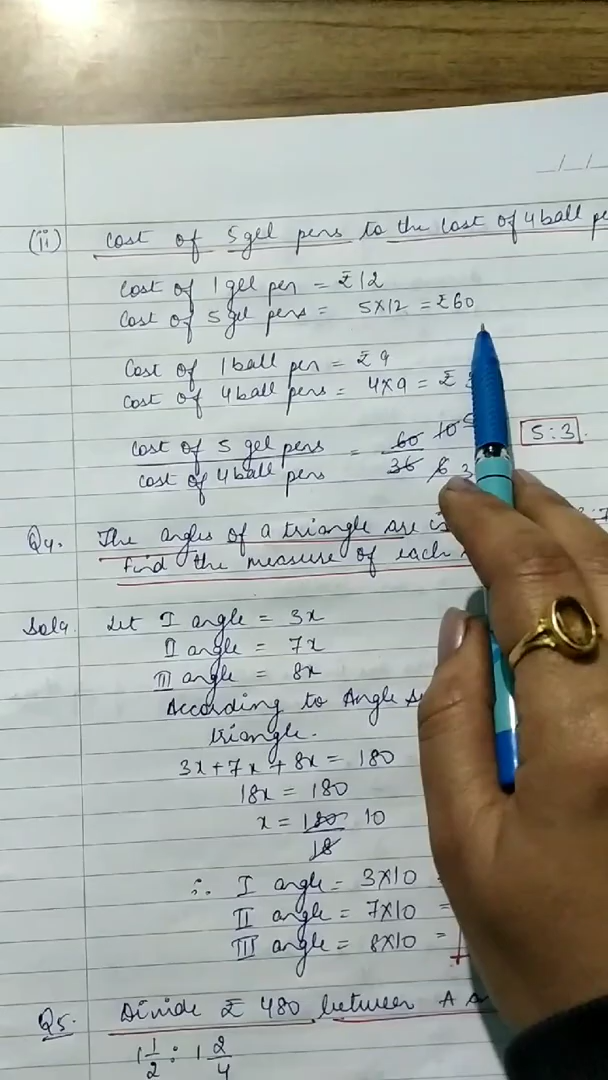 _/_/
(ii) Cost of 5 gel pens to the cost of 4 ball
Cost of 1 gel pen = ₹12
Cost of 5 gel pens = 5×12 = ₹60
Cost of 1 ball pen = ₹ 9
Cost of 4 ball pens = 4×9 = ₹
Cost of 5 gel pens = 60 10 5 5:3.
Cost of 4 ball pens 36 6 3
Q4. The angles of a triangle are
Find the measure of each
Sol4. Let I angle = 3x
II angle = 7x
III angle = 8x
According to Angle
triangle.
3x+7x+8x = 180
18x = 180
x = 180 10
18
∴ I angle = 3×10 =
II angle = 7×10 =
III angle = 8×10 =
Q5. Divide ₹ 480 between A
1 1/2 : 1 2/4